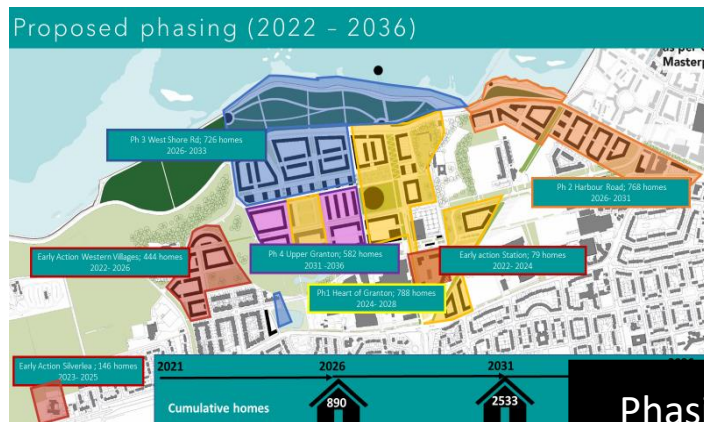 Proposed phasing (2022 – 2036)
Masterp
Ph 3 West Shore Rd; 726 homes
2026- 2033
Ph 2 Harbour Road; 768 homes
2026- 2031
Early Action Western Villages; 444 homes
2022- 2026
Ph 4 Upper Granton; 582 homes
2031 -2036
Early action Station; 79 homes
2022- 2024
Ph1 Heart of Granton; 788 homes
2024- 2028
Early Action Silverlea ; 146 homes
2023- 2025
2021
2026
2031
Cumulative homes
890
2533
Phasi